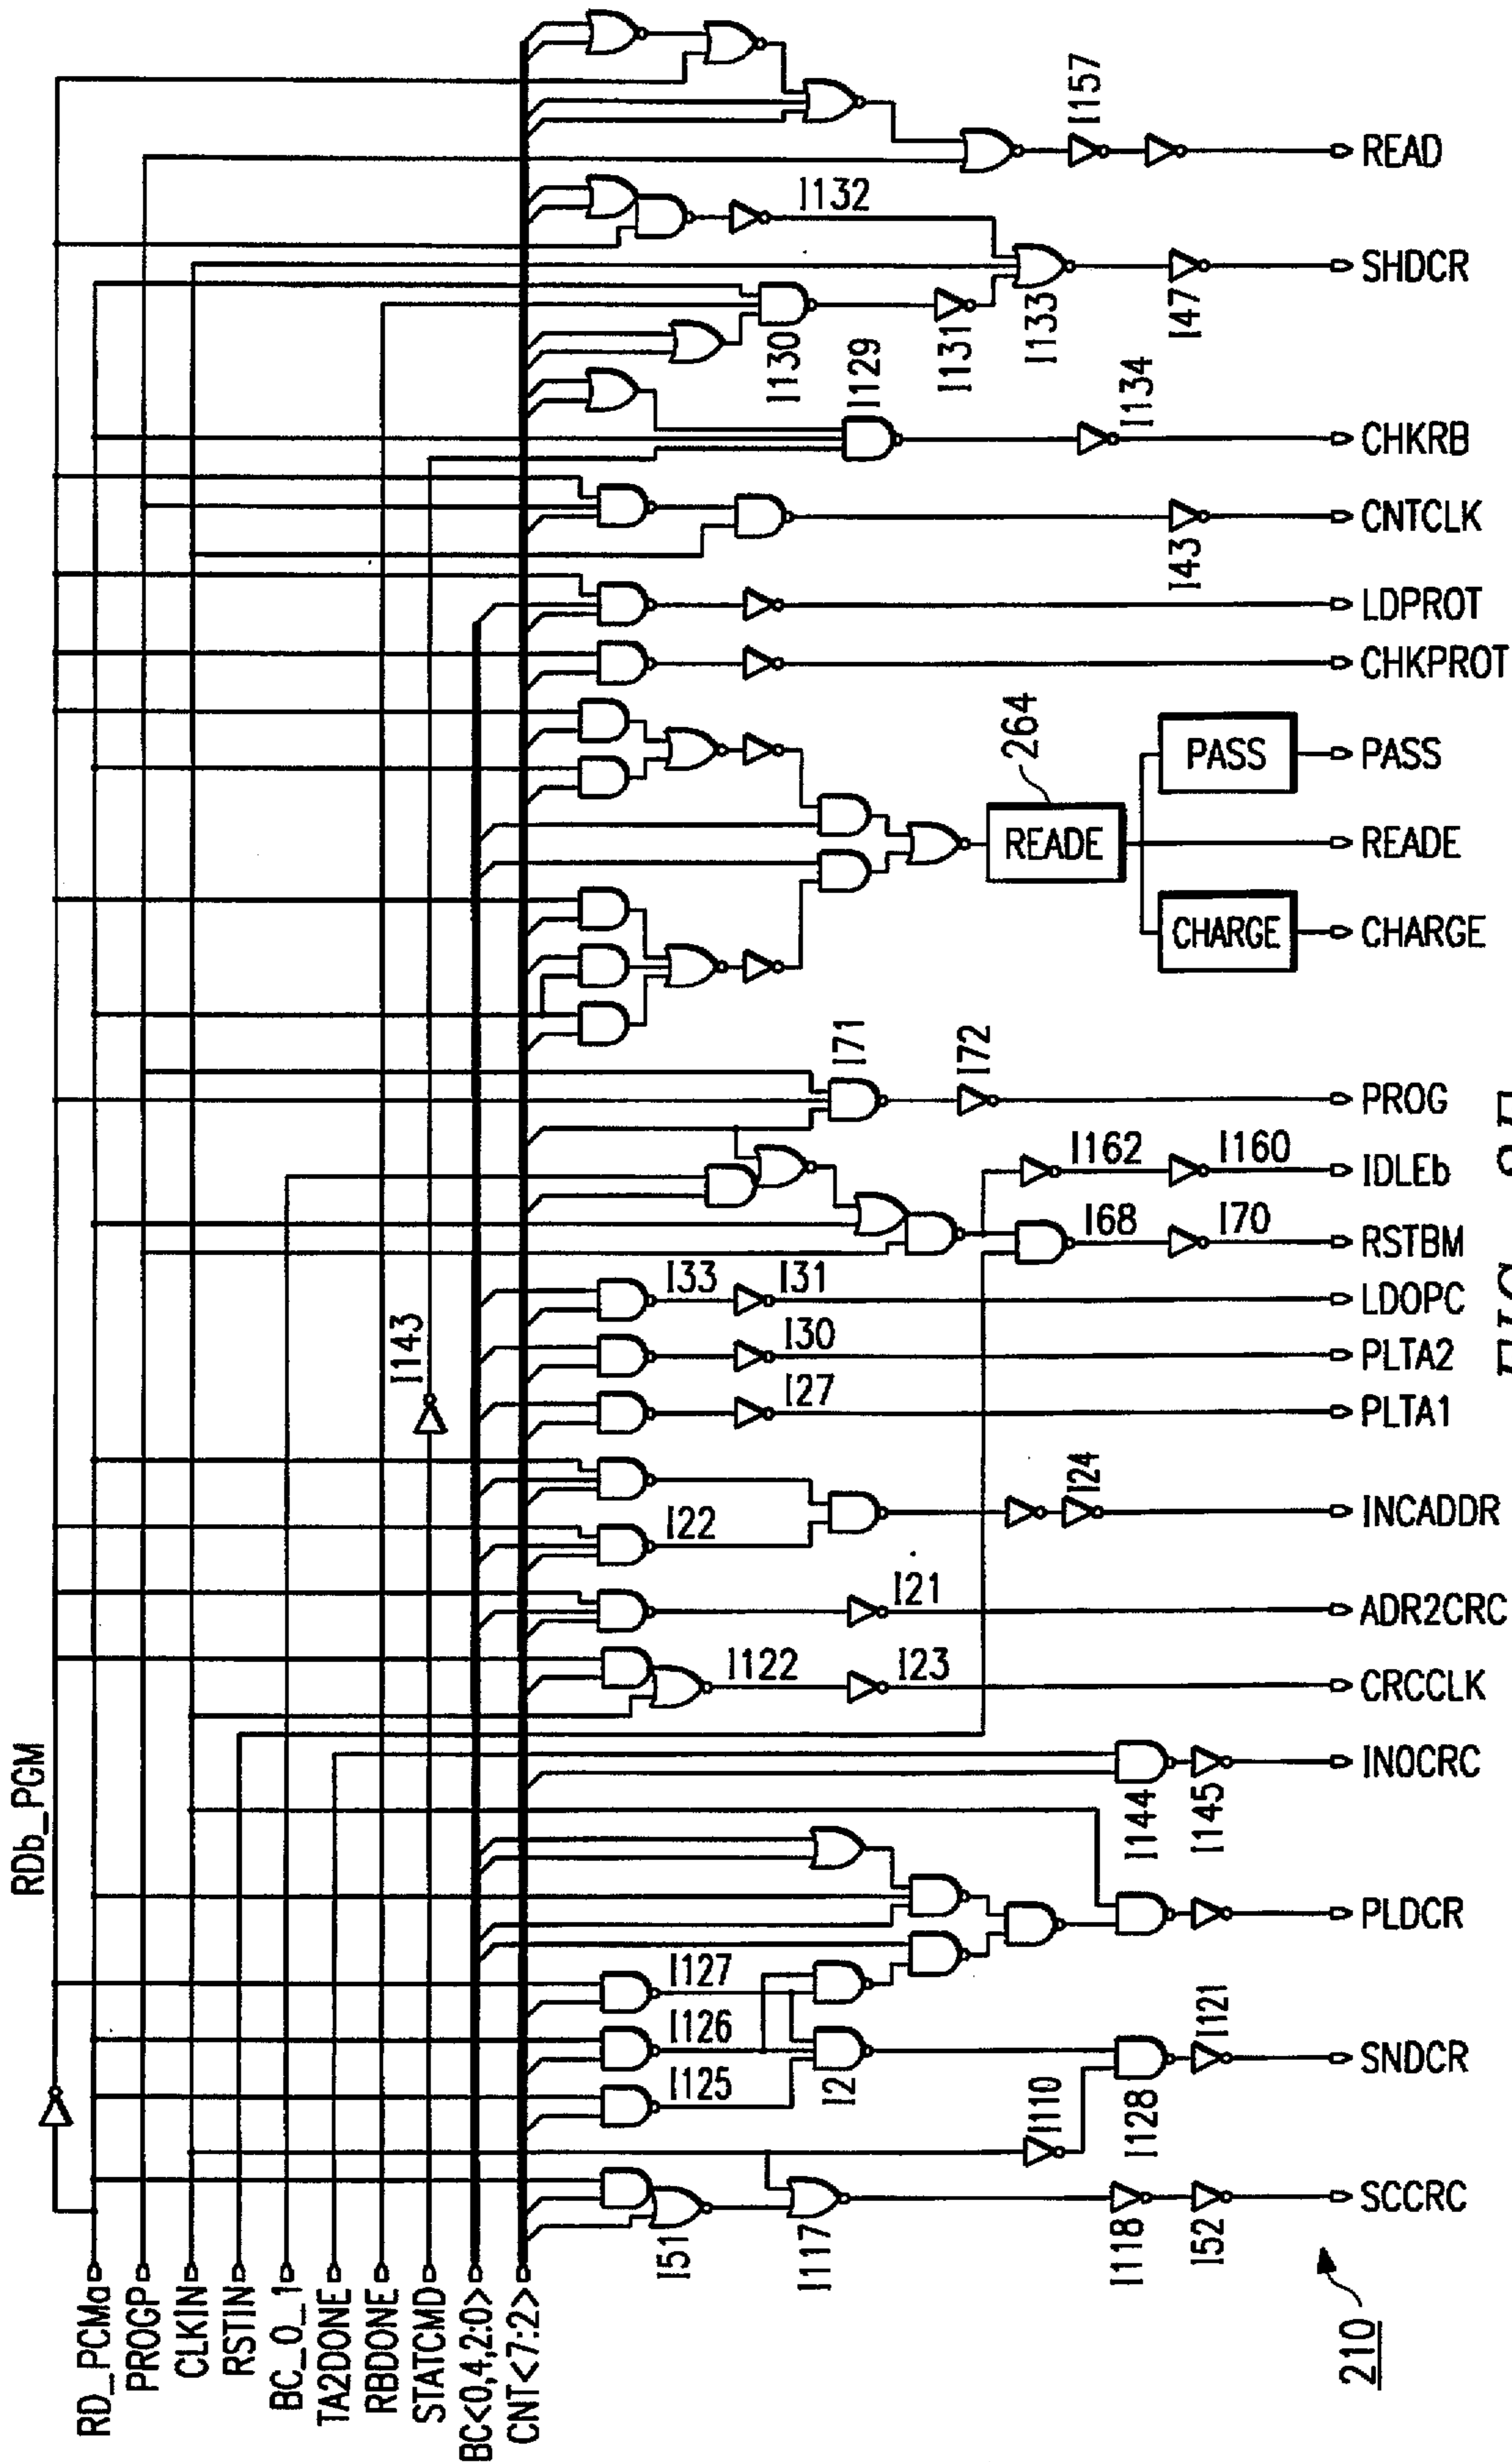 RDb_PGM
RD_PCMa
PROGP
CLKIN
RSTIN
BC_0_1
TA2DONE
RBDONE
STATCMD
BC<0,4,2:0>
CNT<7:2>
I143
I51
I117
I118
I52
SCCRC
I125
I126
I127
I2
I110
I128
I121
SNDCR
PLDCR
I144
I145
INOCRC
I122
I23
CRCCLK
I21
ADR2CRC
I22
I24
INCADDR
I27
PLTA1
I30
PLTA2
I33
I31
LDOPC
I68
I70
RSTBM
I162
I160
IDLEb
I71
I72
PROG
CHARGE
CHARGE
READE
264
READE
PASS
PASS
CHKPROT
LDPROT
I43
CNTCLK
I129
I134
CHKRB
I130
I131
I132
I133
I47
SHDCR
I157
READ
210